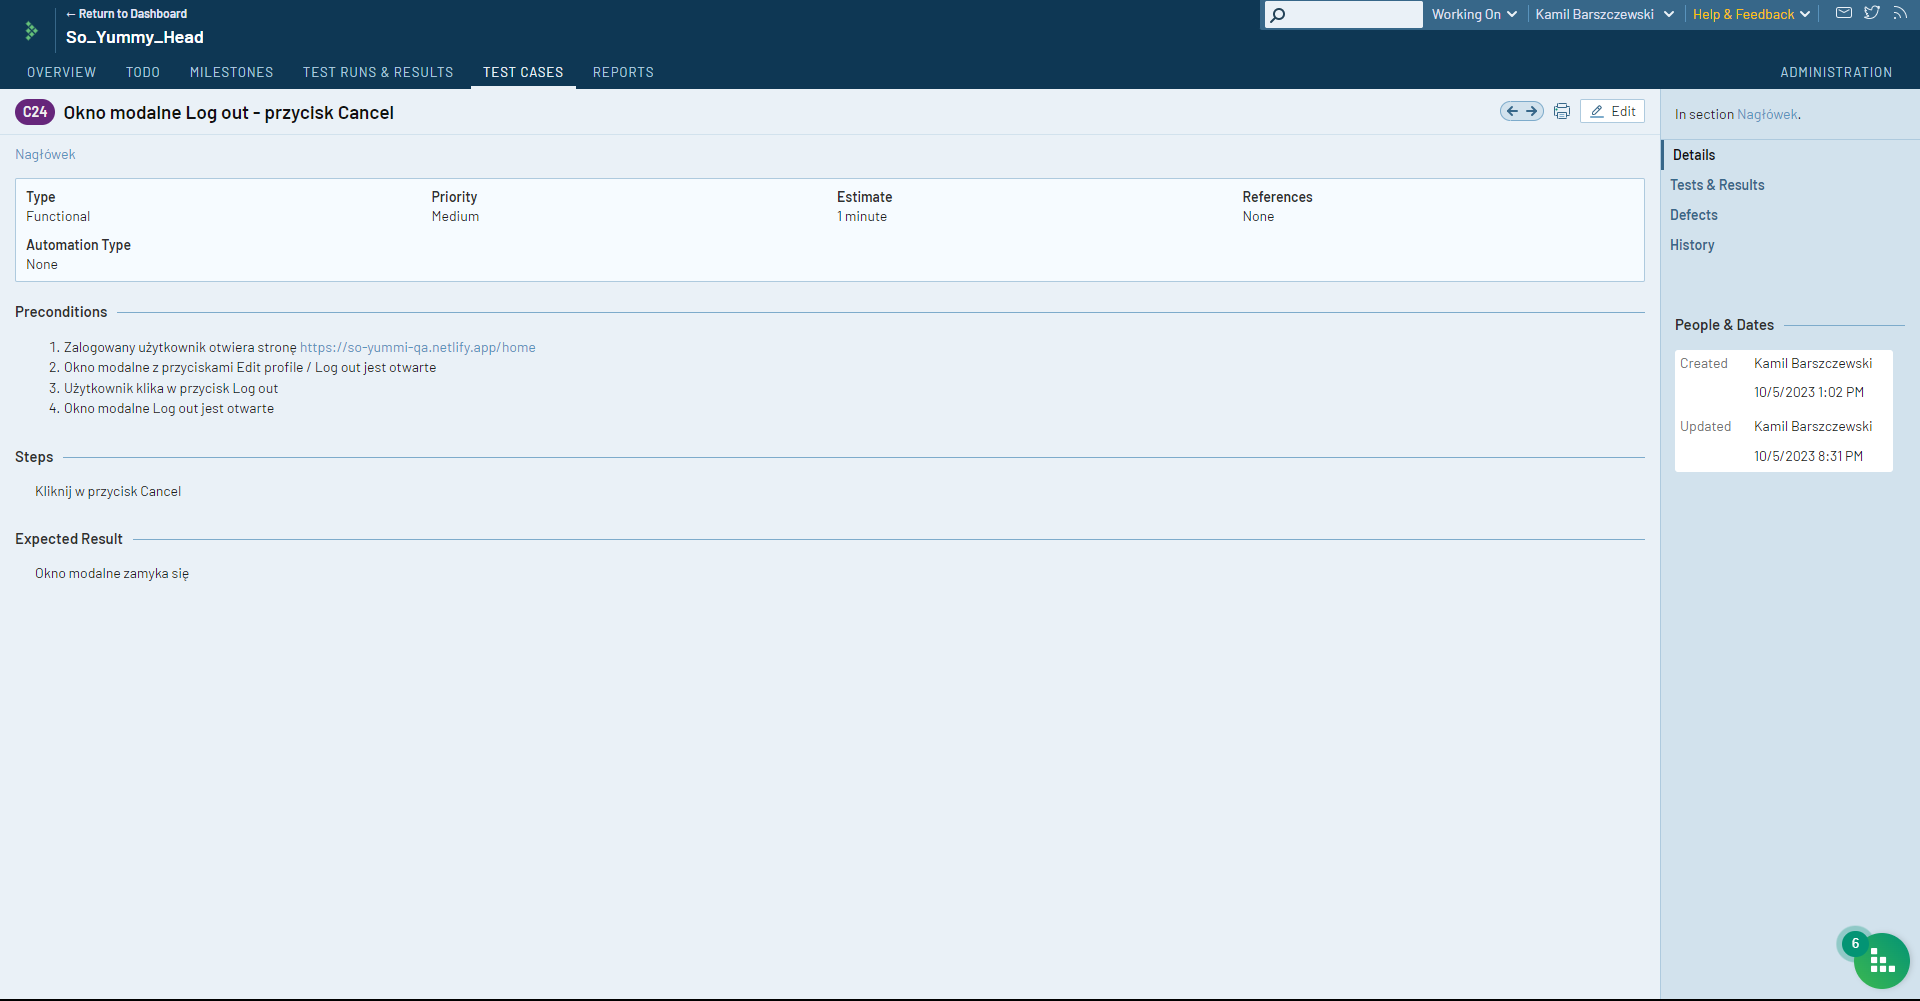 ← Return to Dashboard
So_Yummy_Head
Working On
Kamil Barszczewski
Help & Feedback
OVERVIEW TODO MILESTONES TEST RUNS & RESULTS TEST CASES REPORTS ADMINISTRATION
C24 Okno modalne Log out - przycisk Cancel
Edit
Nagłówek
Type Priority Estimate References
Functional Medium 1 minute None
Automation Type
None
Preconditions
1. Zalogowany użytkownik otwiera stronę https://so-yummi-qa.netlify.app/home
2. Okno modalne z przyciskami Edit profile / Log out jest otwarte
3. Użytkownik klika w przycisk Log out
4. Okno modalne Log out jest otwarte
Steps
Kliknij w przycisk Cancel
Expected Result
Okno modalne zamyka się
In section Nagłówek.
Details
Tests & Results
Defects
History
People & Dates
Created Kamil Barszczewski
10/5/2023 1:02 PM
Updated Kamil Barszczewski
10/5/2023 8:31 PM
6